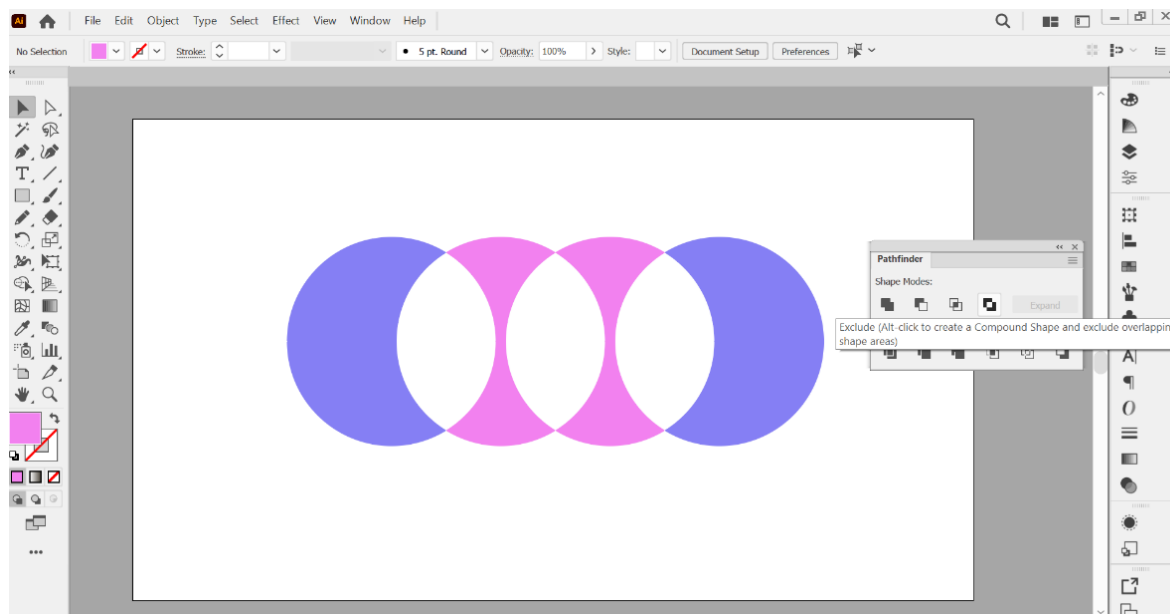 Ai File Edit Object Type Select Effect View Window Help
No Selection Stroke: 5 pt. Round Opacity: 100% Style: Document Setup Preferences
Pathfinder
Shape Modes:
Expand
Exclude (Alt-click to create a Compound Shape and exclude overlappin
shape areas)